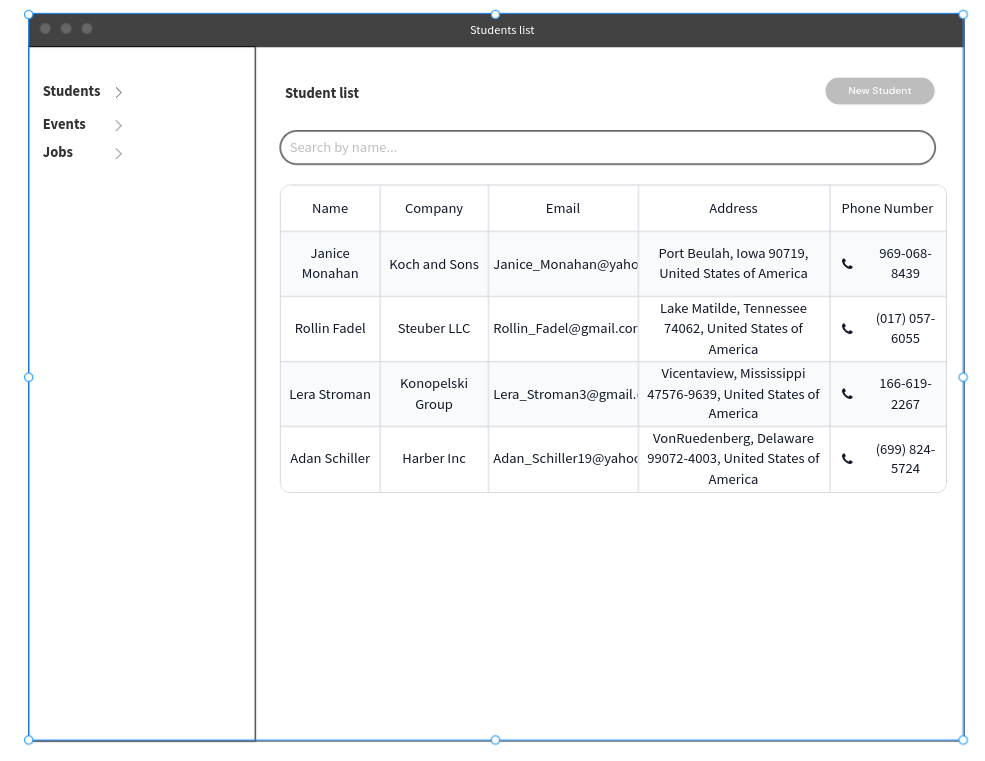 Students list
Students
Events
Jobs
Student list
New Student
Search by name...
Name Company Email Address Phone Number
Janice
Monahan
Koch and Sons
Janice_Monahan@yaho
Port Beulah, Iowa 90719,
United States of America
969-068-
8439
Rollin Fadel
Steuber LLC
Rollin_Fadel@gmail.cor
Lake Matilde, Tennessee
74062, United States of
America
(017) 057-
6055
Lera Stroman
Konopelski
Group
Lera_Stroman3@gmail.
Vicentaview, Mississippi
47576-9639, United States of
America
166-619-
2267
Adan Schiller
Harber Inc
Adan_Schiller19@yahoo
VonRuedenberg, Delaware
99072-4003, United States of
America
(699) 824-
5724